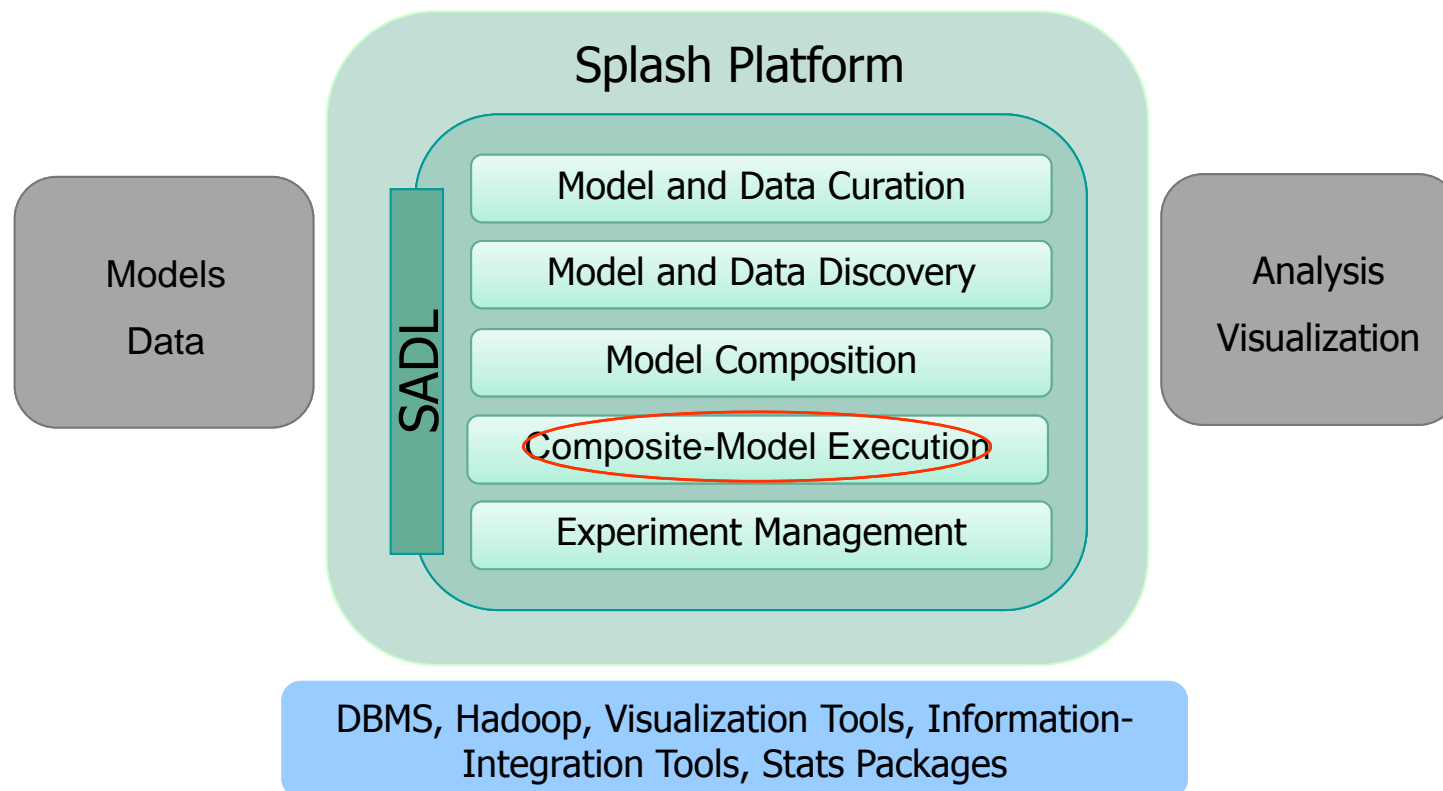 Splash Platform
Models
Data
SADL
Model and Data Curation
Model and Data Discovery
Model Composition
Composite-Model Execution
Experiment Management
Analysis
Visualization
DBMS, Hadoop, Visualization Tools, Information-
Integration Tools, Stats Packages